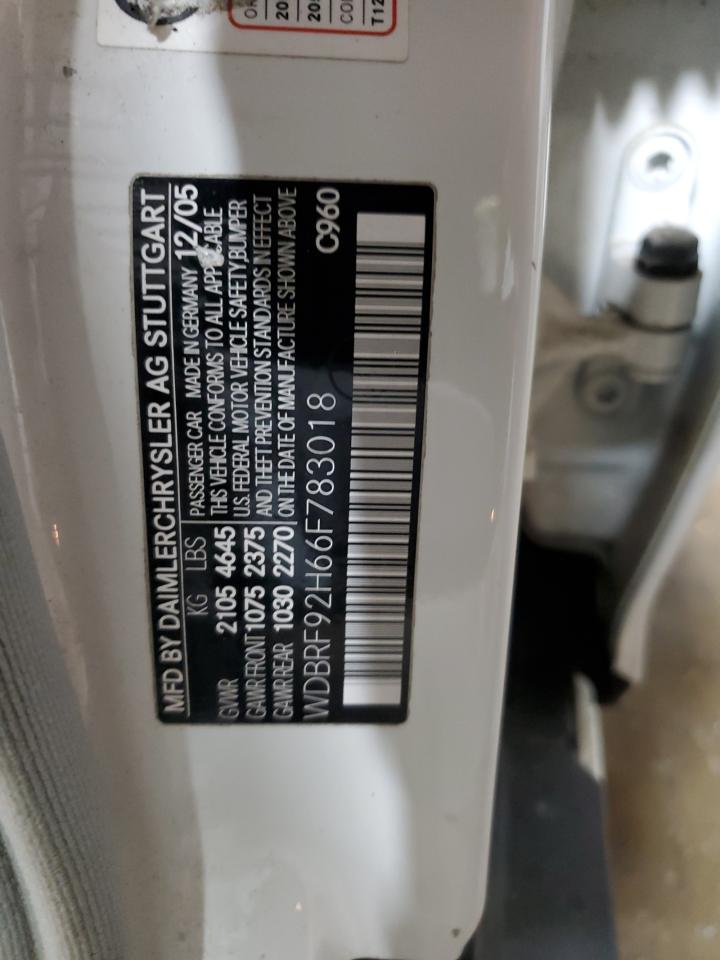 MFD BY DAIMLERCHRYSLER AG STUTTGART
KG LBS
GVWR 2105 4645
GAWR FRONT 1075 2375
GAWR REAR 1030 2270
PASSENGER CAR MADE IN GERMANY 12/05
THIS VEHICLE CONFORMS TO ALL APPLICABLE
U.S. FEDERAL MOTOR VEHICLE SAFETY,BUMPER
AND THEFT PREVENTION STANDARDS IN EFFECT
ON THE DATE OF MANUFACTURE SHOWN ABOVE
WDBRF92H66F783018
C960